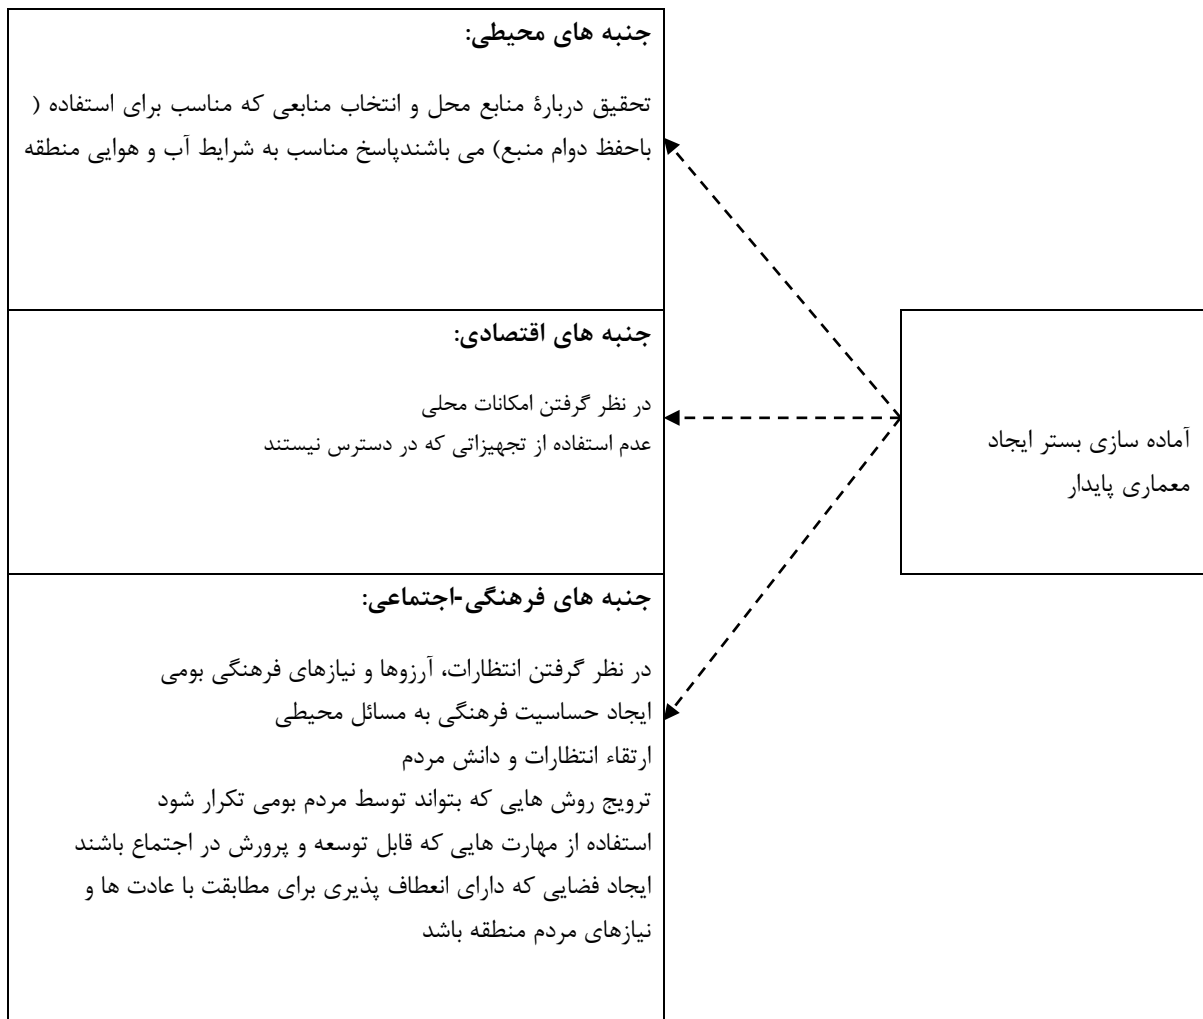 جنبه های محیطی:
تحقیق دربارۀ منابع محل و انتخاب منابعی که مناسب برای استفاده (
باحفظ دوام منبع) می باشندپاسخ مناسب به شرایط آب و هوایی منطقه
جنبه های اقتصادی:
در نظر گرفتن امکانات محلی
عدم استفاده از تجهیزاتی که در دسترس نیستند
آماده سازی بستر ایجاد
معماری پایدار
جنبه های فرهنگی-اجتماعی:
در نظر گرفتن انتظارات، آرزوها و نیازهای فرهنگی بومی
ایجاد حساسیت فرهنگی به مسائل محیطی
ارتقاء انتظارات و دانش مردم
ترویج روش هایی که بتواند توسط مردم بومی تکرار شود
استفاده از مهارت هایی که قابل توسعه و پرورش در اجتماع باشند
ایجاد فضایی که دارای انعطاف پذیری برای مطابقت با عادت ها و
نیازهای مردم منطقه باشد